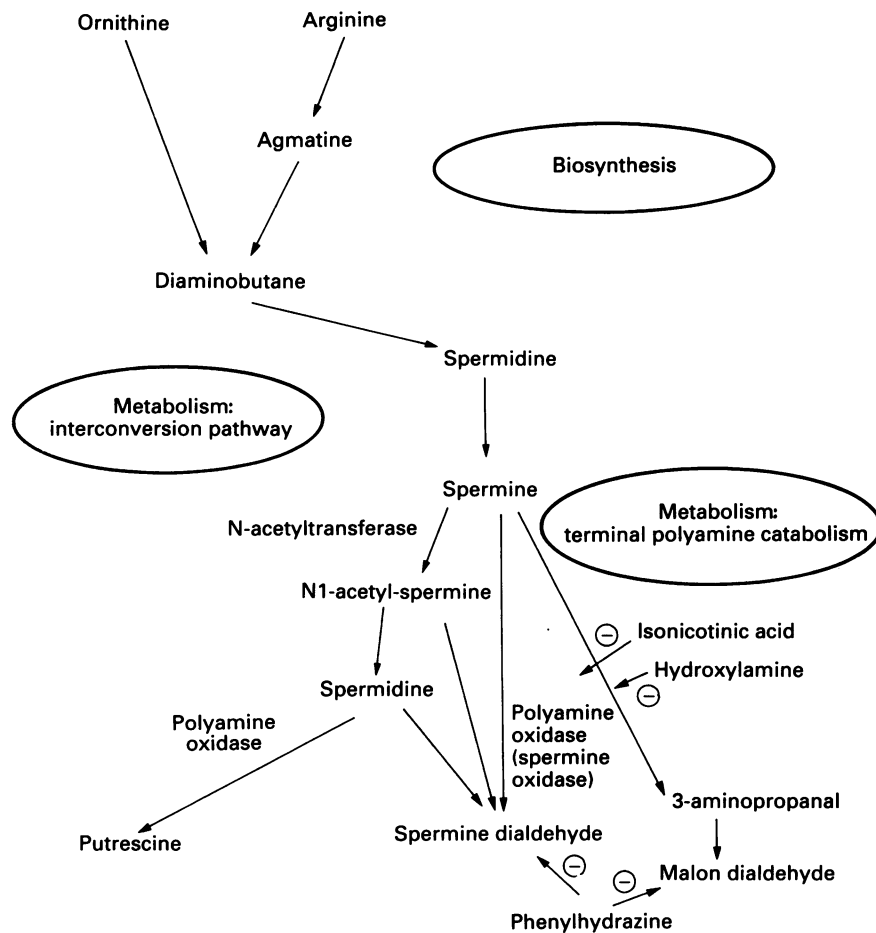 Ornithine
Arginine
Agmatine
Biosynthesis
Diaminobutane
Spermidine
Metabolism:
interconversion pathway
Spermine
Metabolism:
terminal polyamine catabolism
N-acetyltransferase
N1-acetyl-spermine
⊖ Isonicotinic acid
Hydroxylamine
⊖
Spermidine
Polyamine
oxidase
Polyamine
oxidase
(spermine
oxidase)
3-aminopropanal
Putrescine
Spermine dialdehyde
Malon dialdehyde
⊖
⊖
Phenylhydrazine